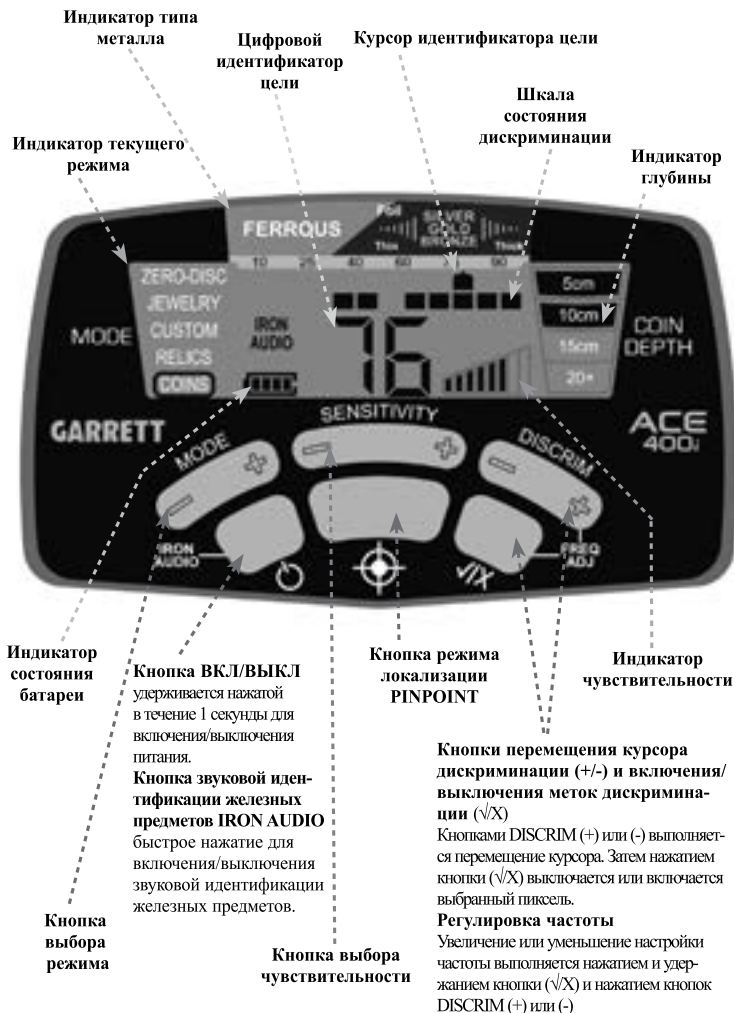 Индикатор типа
металла
Цифровой
идентификатор
цели
Курсор идентификатора цели
Шкала
состояния
дискриминации
Индикатор текущего
режима
Индикатор
глубины
FERROUS
Foil
SILVER
GOLD
BRONZE
Thin
Thick
10 40 60 90
ZERO-DISC
JEWELRY
CUSTOM
RELICS
COINS
MODE
IRON
AUDIO
76
5cm
10cm
15cm
20+
COIN
DEPTH
GARRETT
ACE
400i
MODE
- +
SENSITIVITY
- +
DISCRIM
- +
IRON
AUDIO
√/X
FREQ
ADJ
Индикатор
состояния
батареи
Кнопка ВКЛ/ВЫКЛ
удерживается нажатой
в течение 1 секунды для
включения/выключения
питания.
Кнопка звуковой иден-
тификации железных
предметов IRON AUDIO
быстрое нажатие для
включения/выключения
звуковой идентификации
железных предметов.
Кнопка режима
локализации
PINPOINT
Индикатор
чувствительности
Кнопки перемещения курсора
дискриминации (+/-) и включения/
выключения меток дискримина-
ции (√/X)
Кнопками DISCRIM (+) или (-) выполняет-
ся перемещение курсора. Затем нажатием
кнопки (√/X) выключается или включается
выбранный пиксель.
Регулировка частоты
Увеличение или уменьшение настройки
частоты выполняется нажатием и удер-
жанием кнопки (√/X) и нажатием кнопок
DISCRIM (+) или (-)
Кнопка
выбора
режима
Кнопка выбора
чувствительности